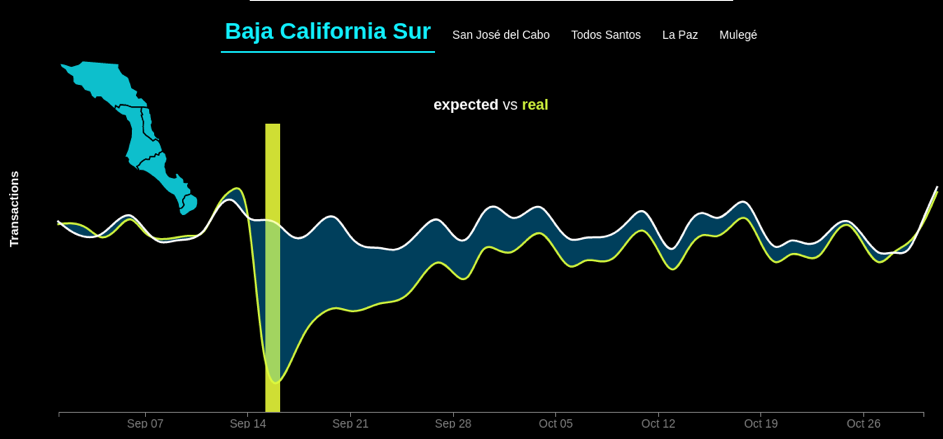 Baja California Sur San José del Cabo Todos Santos La Paz Mulegé
expected vs real
Transactions
Sep 07 Sep 14 Sep 21 Sep 28 Oct 05 Oct 12 Oct 19 Oct 26